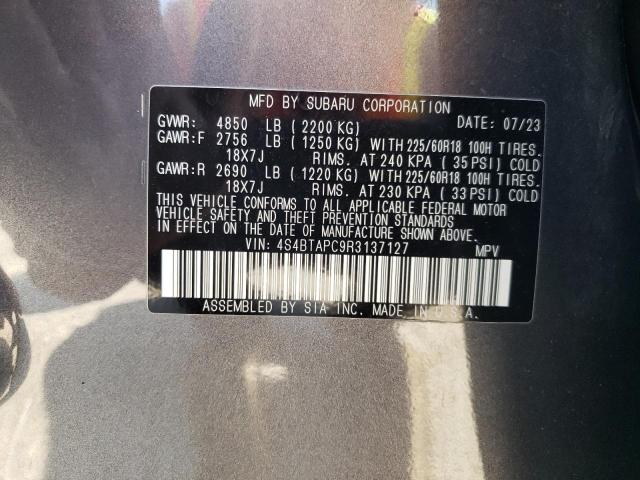 MFD BY SUBARU CORPORATION DATE: 07/23
GVWR: 4850 LB (2200 KG)
GAWR:F 2756 LB (1250 KG) WITH 225/60R18 100H TIRES.
18X7J RIMS. AT 240 KPA (35 PSI) COLD
GAWR:R 2690 LB (1220 KG) WITH 225/60R18 100H TIRES.
18X7J RIMS. AT 230 KPA (33 PSI) COLD
THIS VEHICLE CONFORMS TO ALL APPLICABLE FEDERAL MOTOR
VEHICLE SAFETY AND THEFT PREVENTION STANDARDS
IN EFFECT ON THE DATE OF MANUFACTURE SHOWN ABOVE.
VIN: 4S4BTAPC9R3137127 MPV
ASSEMBLED BY SIA INC. MADE IN U.S.A.